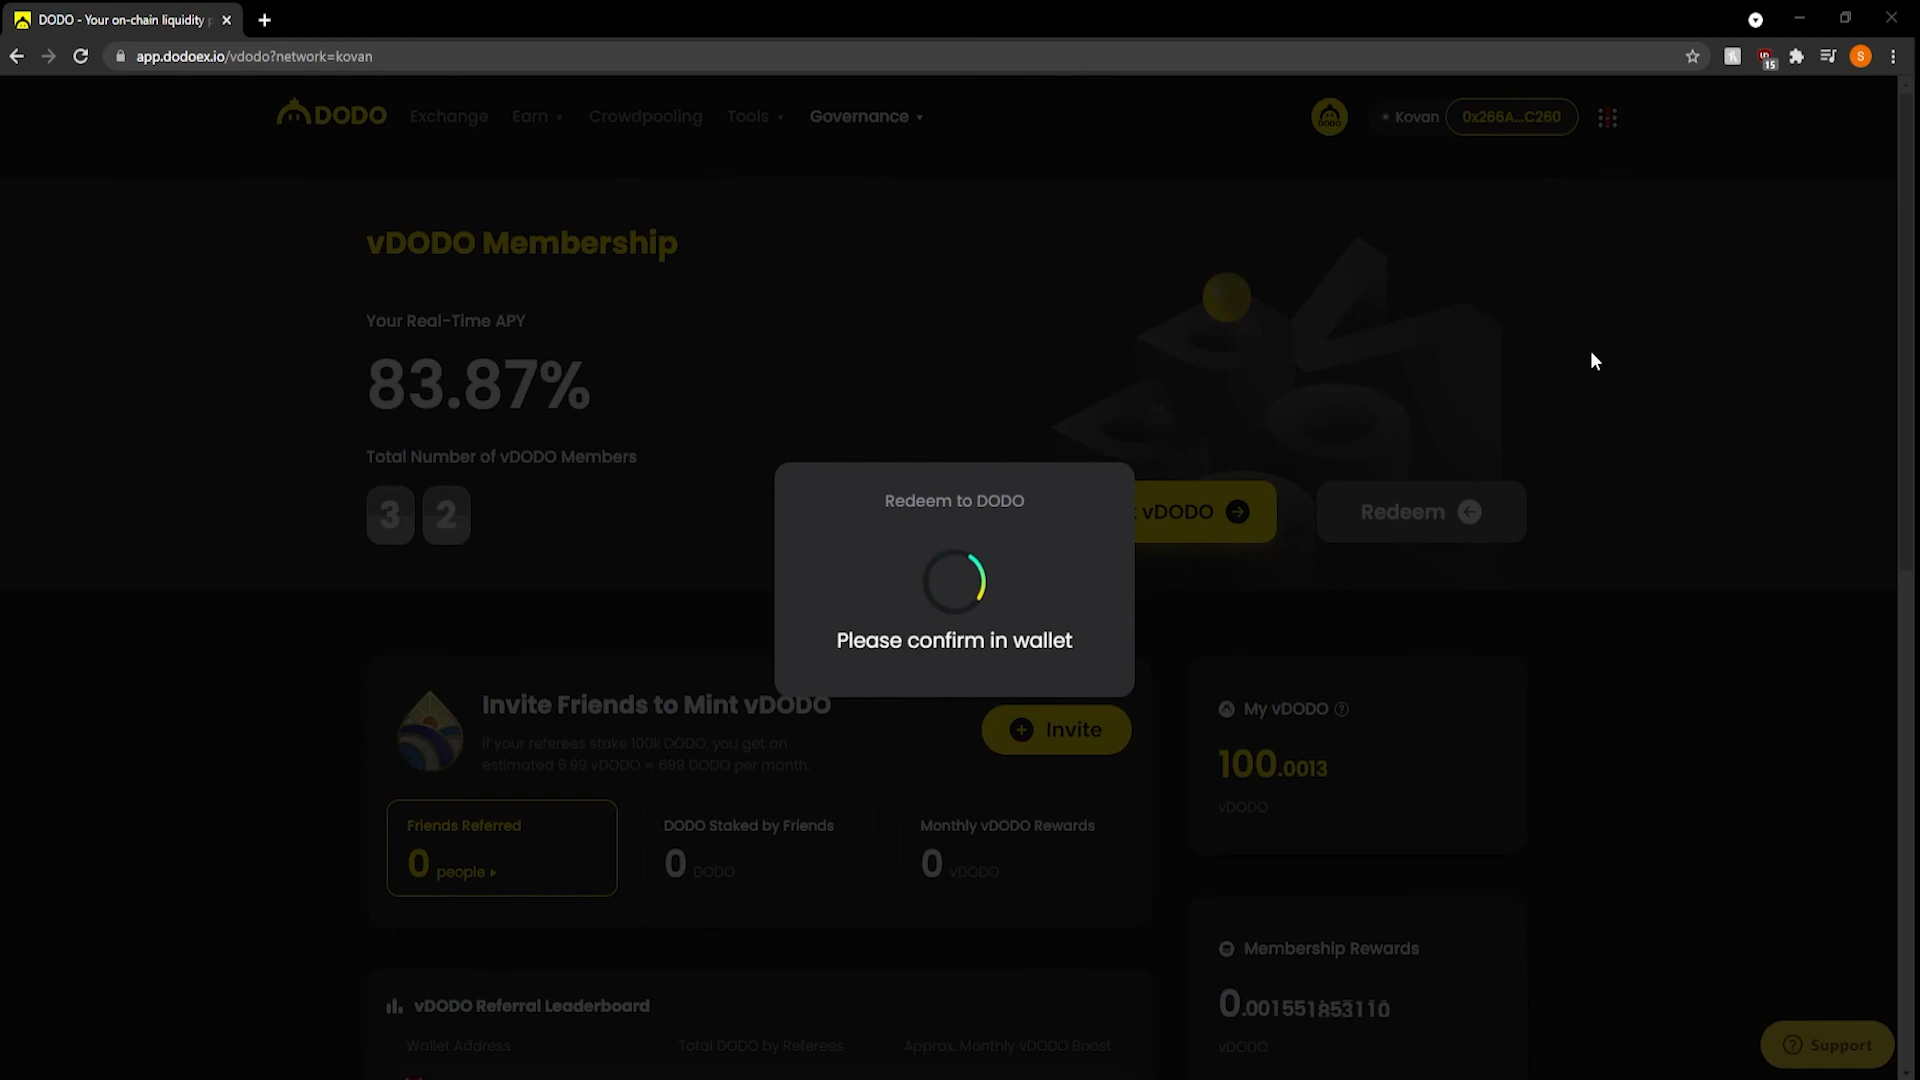 DODO - Your on-chain liquidity p
app.dodoex.io/vdodo?network=kovan
15
S
DODO
Exchange
Earn
Crowdpooling
Tools
Governance
DODO
Kovan
0x266A...C260
vDODO Membership
Your Real-Time APY
83.87%
Total Number of vDODO Members
3 2
Redeem to DODO
Please confirm in wallet
vDODO
Redeem
Invite Friends to Mint vDODO
If your referees stake 100k DODO, you get an
estimated 6.99 vDODO ≈ 699 DODO per month.
Invite
Friends Referred
0 people
DODO Staked by Friends
0 DODO
Monthly vDODO Rewards
0 vDODO
My vDODO
100.0013
vDODO
Membership Rewards
0.001551853110
vDODO
vDODO Referral Leaderboard
Wallet Address
Total DODO by Referees
Approx. Monthly vDODO Boost
Support